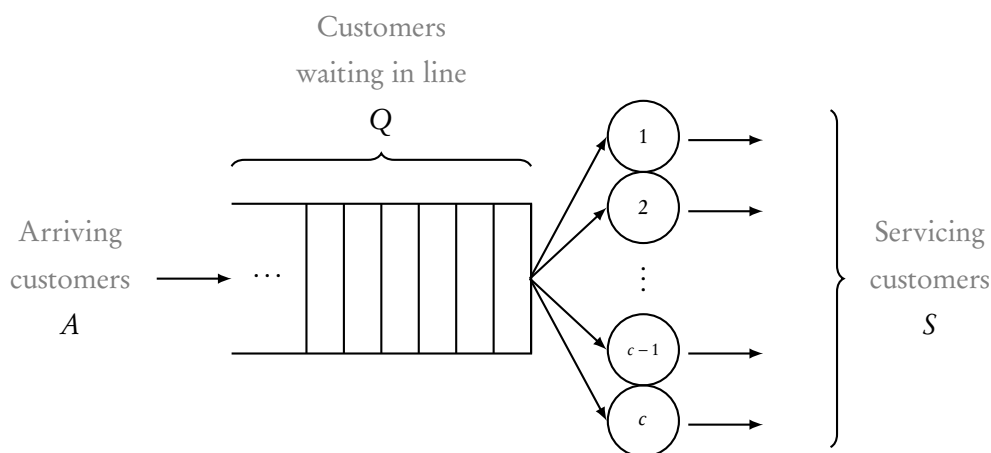 Customers
waiting in line
Q
Arriving
customers
A
...
1
2
⋮
c − 1
c
Servicing
customers
S